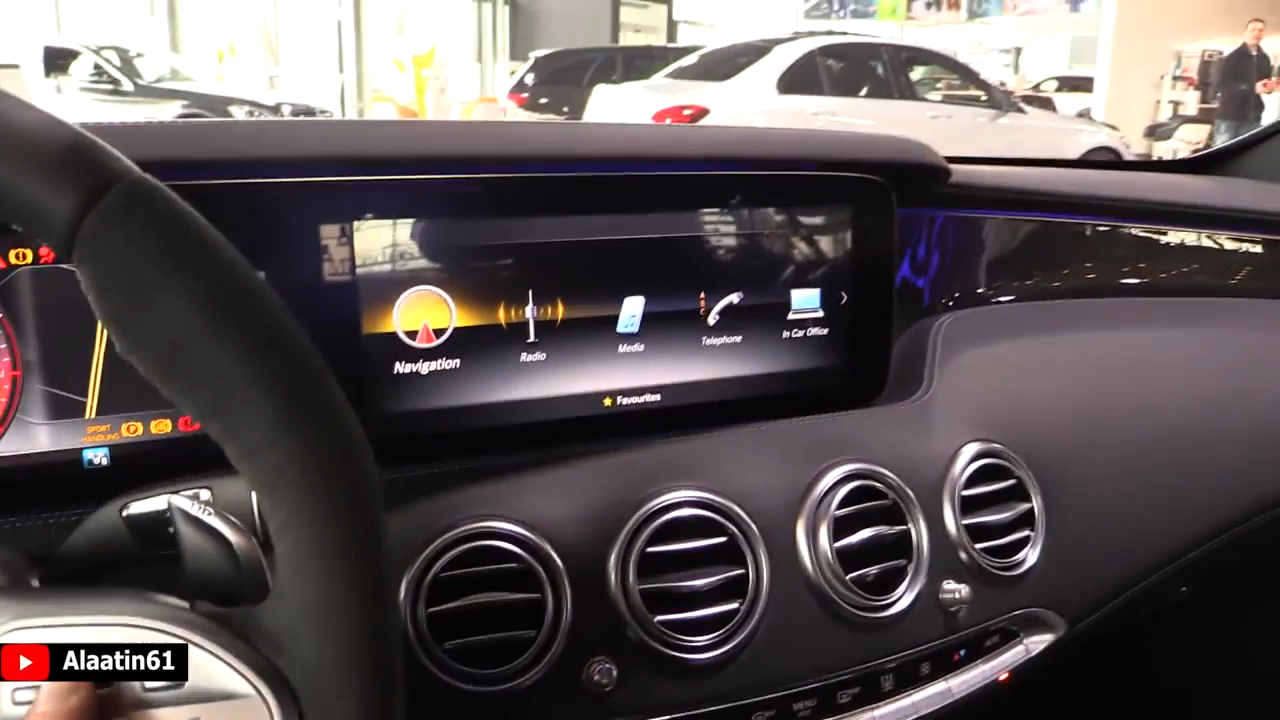 Navigation
Radio
A
B
C
Media
Telephone
In Car Office
Favourites
SPORT
HANDLING
MENU
Alaatin61